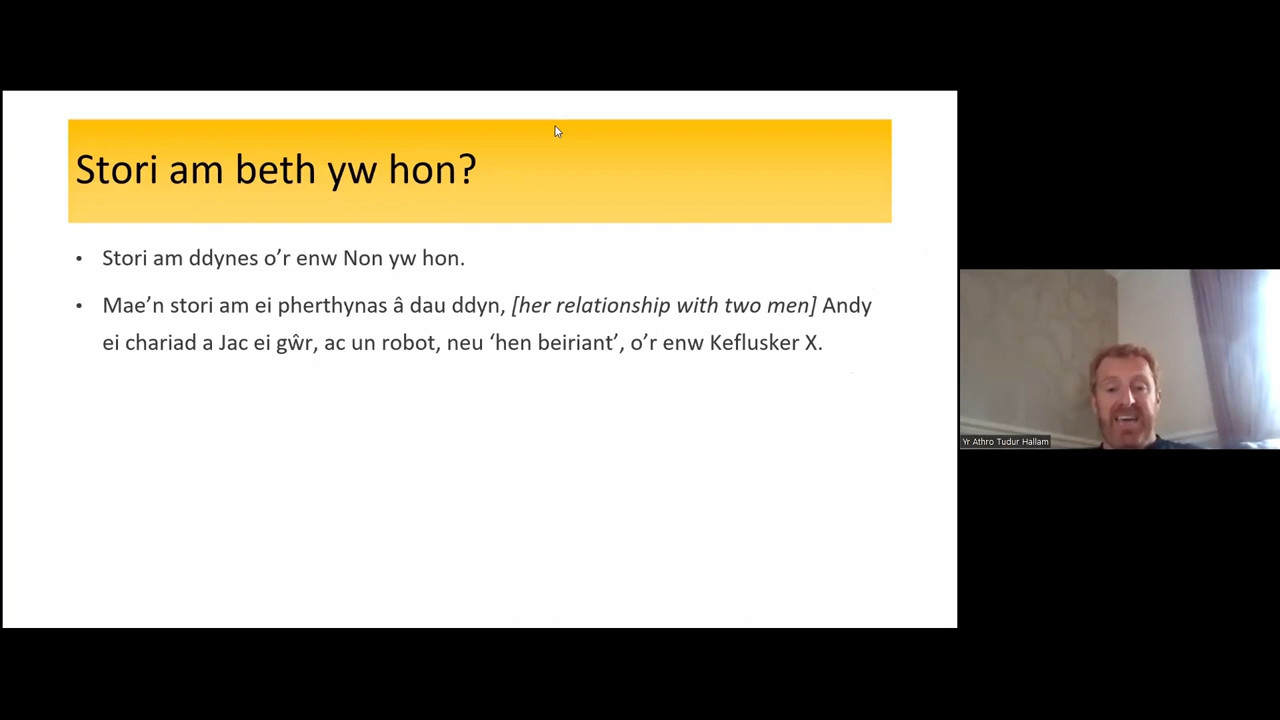 Stori am beth yw hon?
• Stori am ddynes o’r enw Non yw hon.
• Mae’n stori am ei pherthynas â dau ddyn, [her relationship with two men] Andy
ei chariad a Jac ei gŵr, ac un robot, neu ‘hen beiriant’, o’r enw Keflusker X.
Yr Athro Tudur Hallam